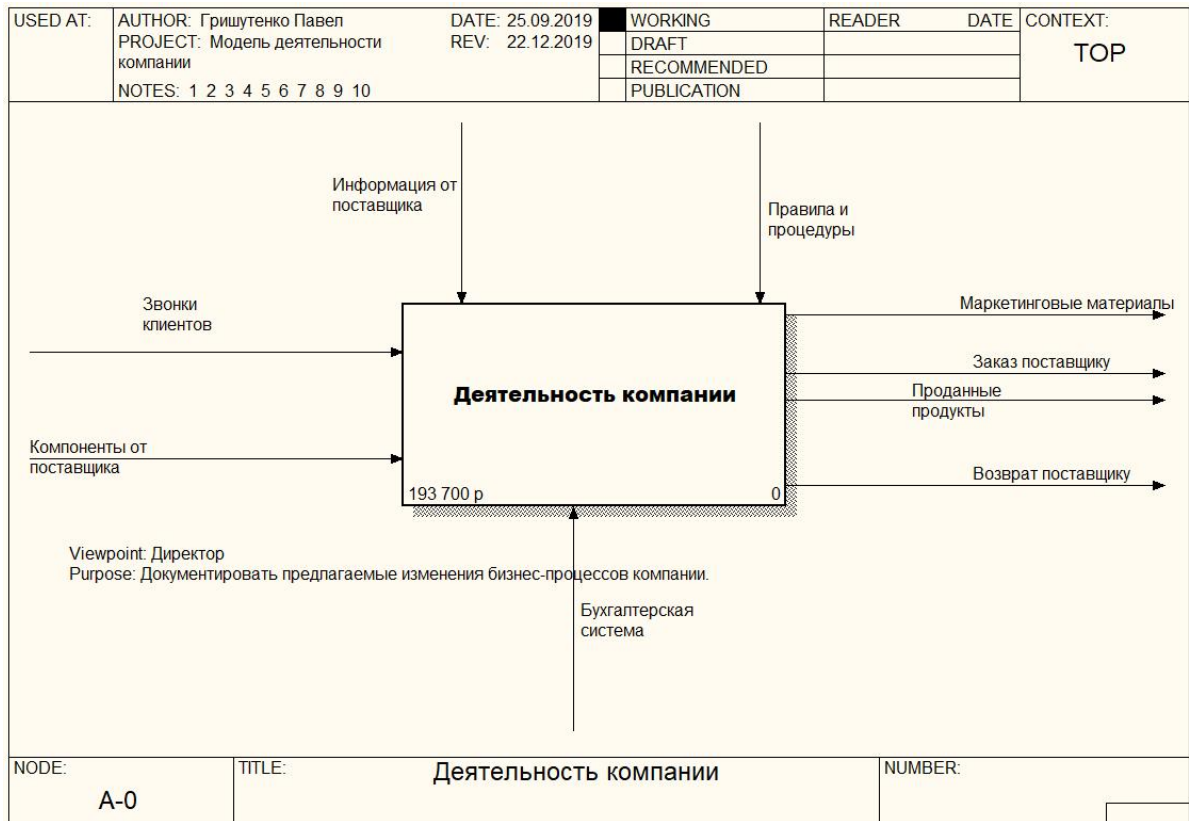 USED AT:
AUTHOR: Гришутенко Павел
DATE: 25.09.2019
PROJECT: Модель деятельности
компании
REV: 22.12.2019
NOTES: 1 2 3 4 5 6 7 8 9 10
WORKING
DRAFT
RECOMMENDED
PUBLICATION
READER
DATE
CONTEXT:
TOP
Информация от
поставщика
Правила и
процедуры
Звонки
клиентов
Маркетинговые материалы
Заказ поставщику
Деятельность компании
Проданные
продукты
Компоненты от
поставщика
Возврат поставщику
193 700 р
0
Viewpoint: Директор
Purpose: Документировать предлагаемые изменения бизнес-процессов компании.
Бухгалтерская
система
NODE:
A-0
TITLE:
Деятельность компании
NUMBER: